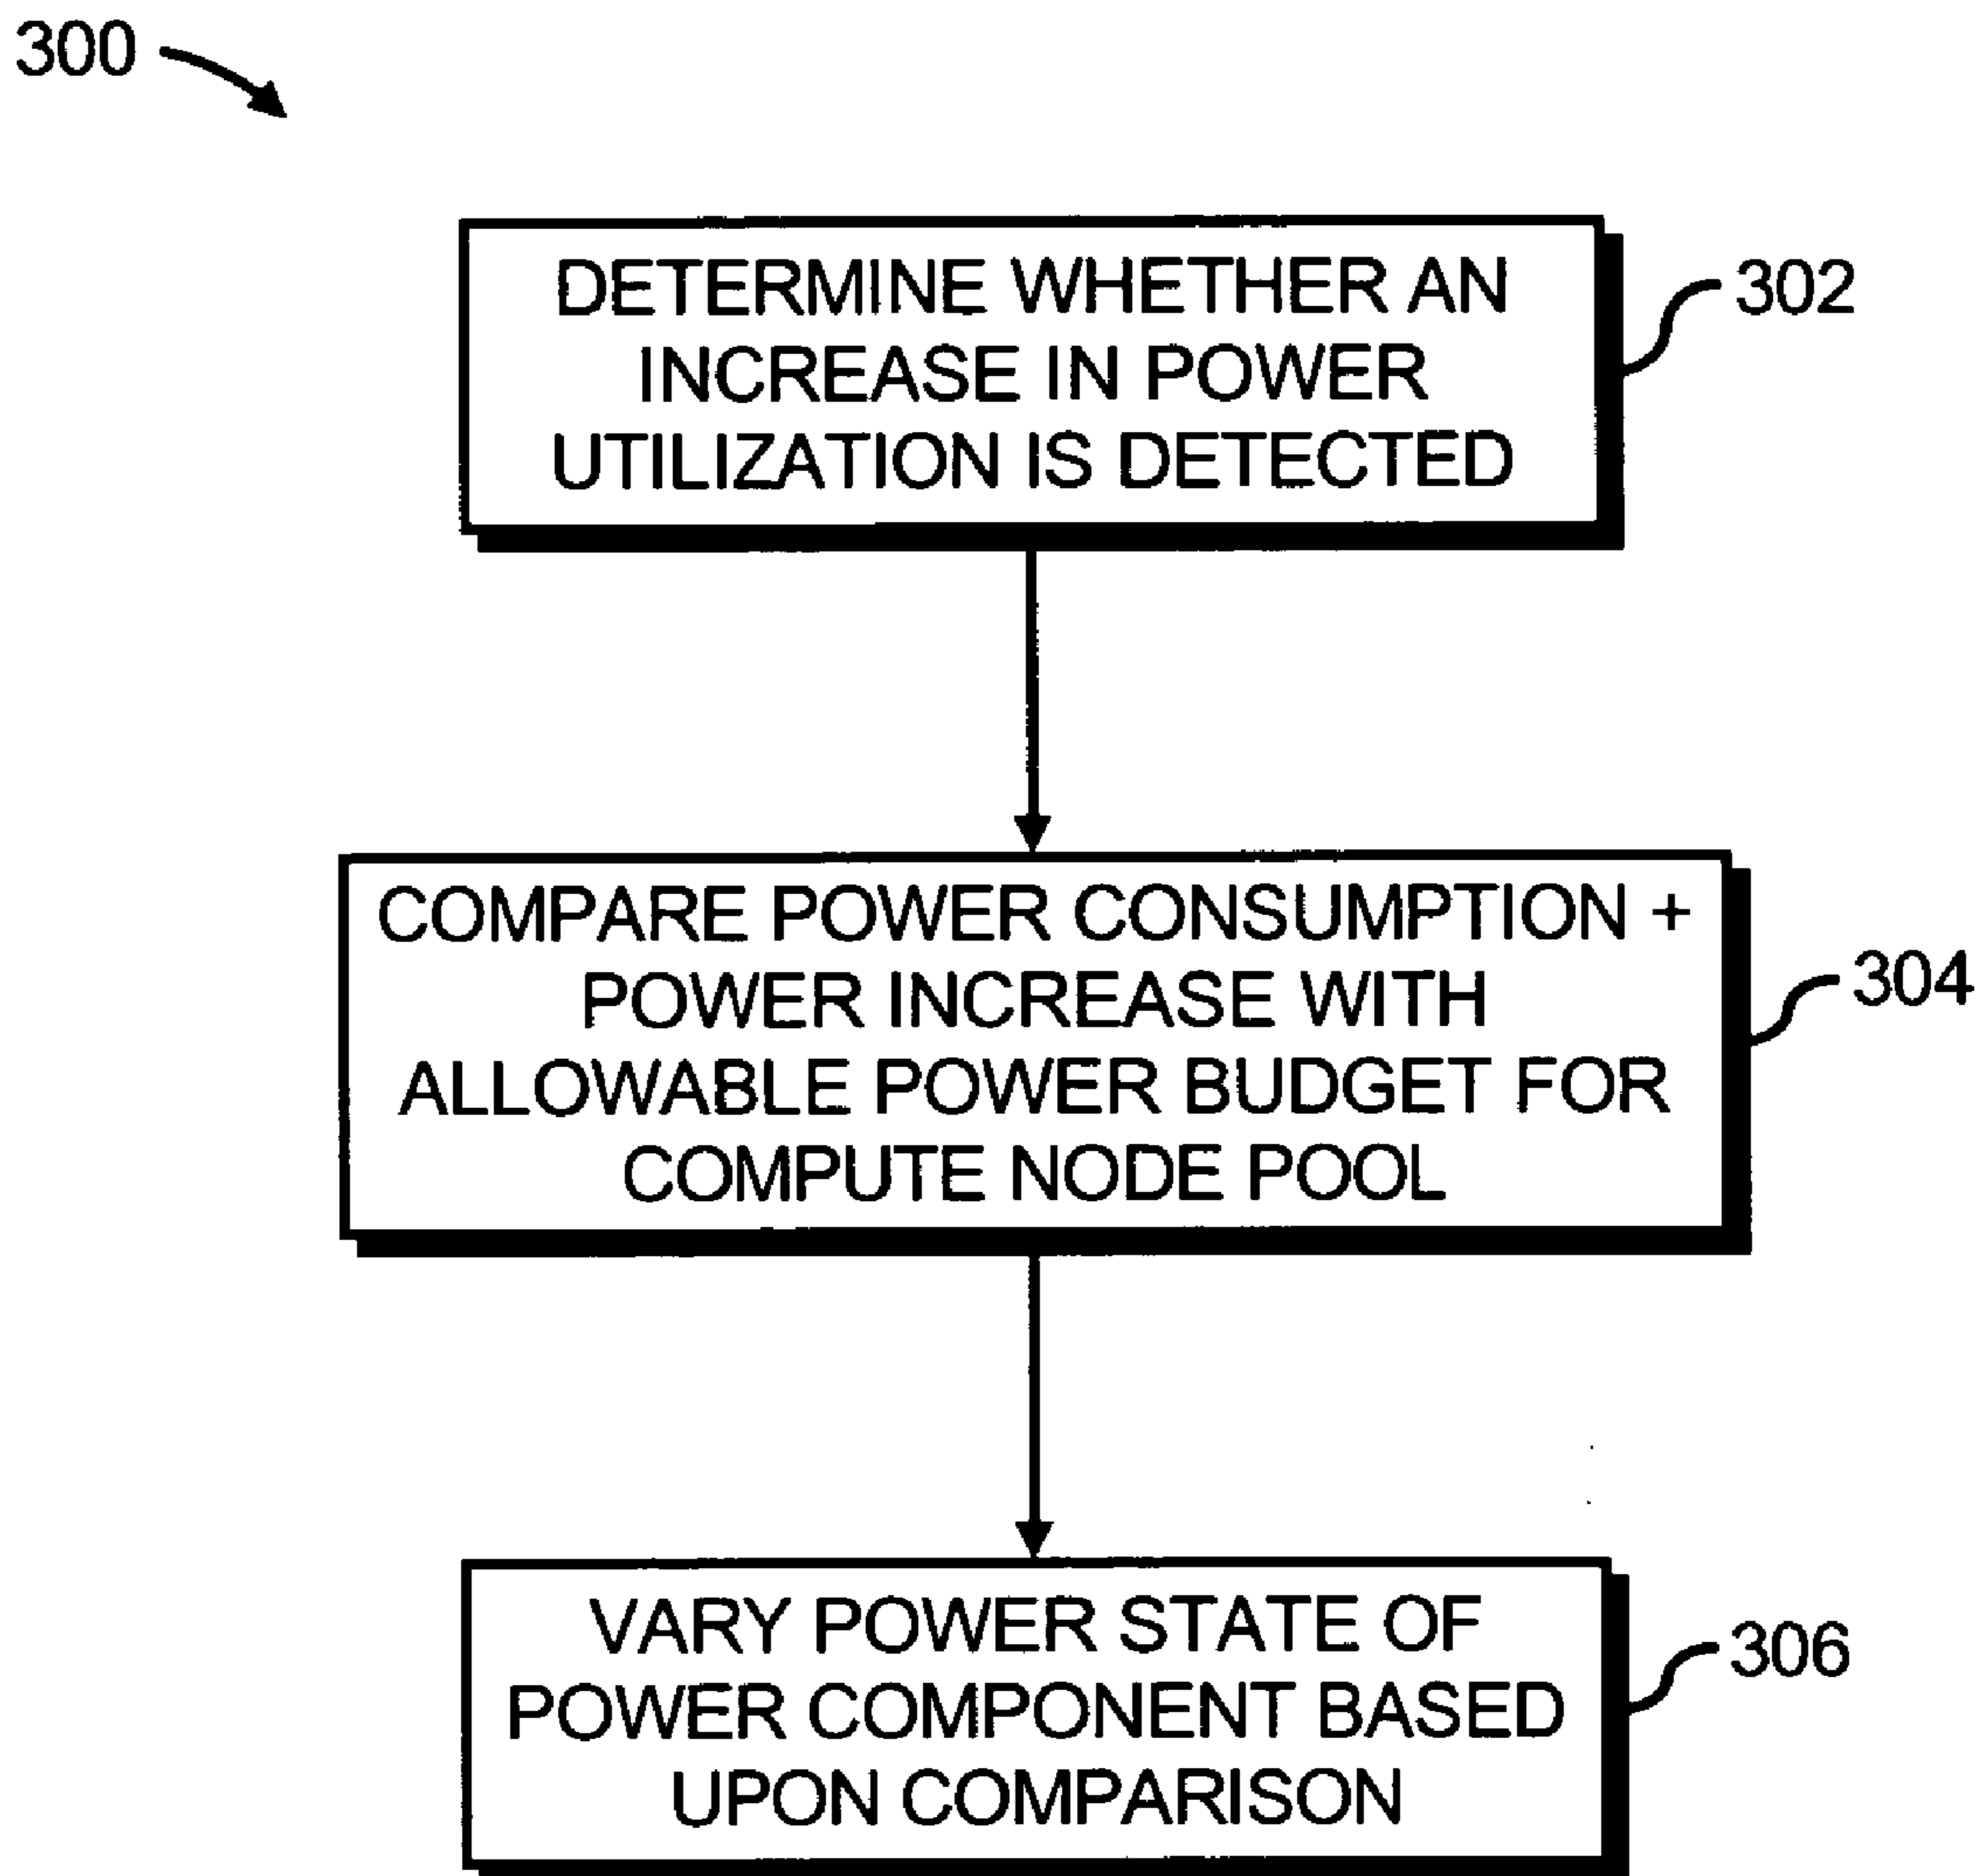 300
DETERMINE WHETHER AN
INCREASE IN POWER
UTILIZATION IS DETECTED
302
COMPARE POWER CONSUMPTION +
POWER INCREASE WITH
ALLOWABLE POWER BUDGET FOR
COMPUTE NODE POOL
304
VARY POWER STATE OF
POWER COMPONENT BASED
UPON COMPARISON
306